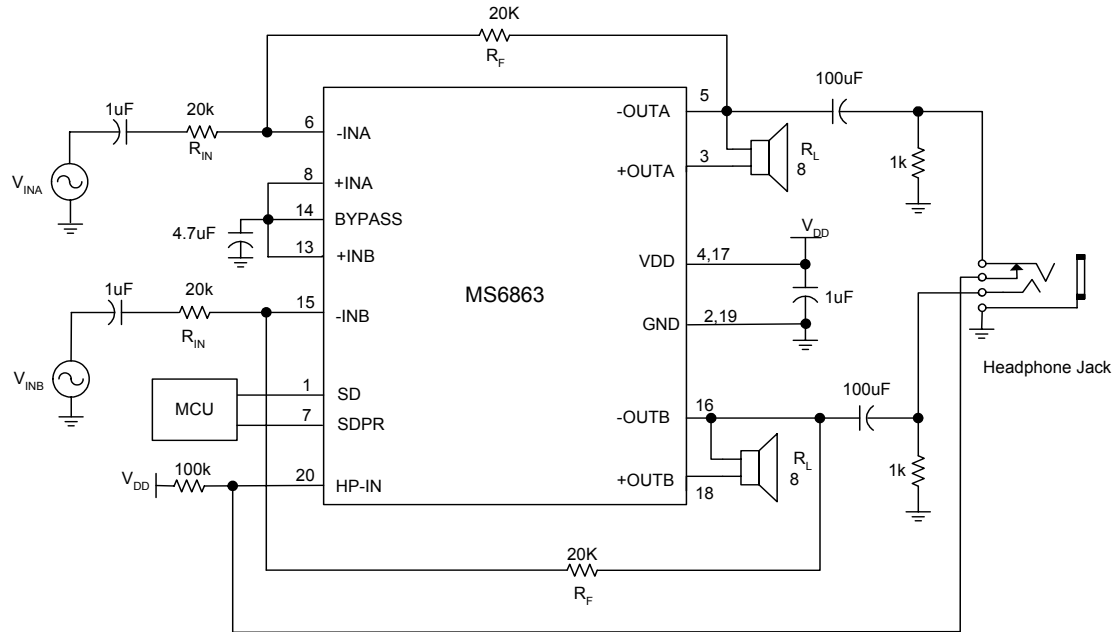 20K
R_F
100uF
1uF
20k
R_IN
V_INA
6
-INA
8
+INA
14
BYPASS
4.7uF
13
+INB
1uF
20k
R_IN
15
-INB
V_INB
MCU
1
SD
7
SDPR
V_DD
100k
20
HP-IN
MS6863
5
-OUTA
3
+OUTA
R_L
8
1k
V_DD
VDD
4,17
1uF
GND
2,19
Headphone Jack
100uF
16
-OUTB
R_L
8
+OUTB
18
1k
20K
R_F